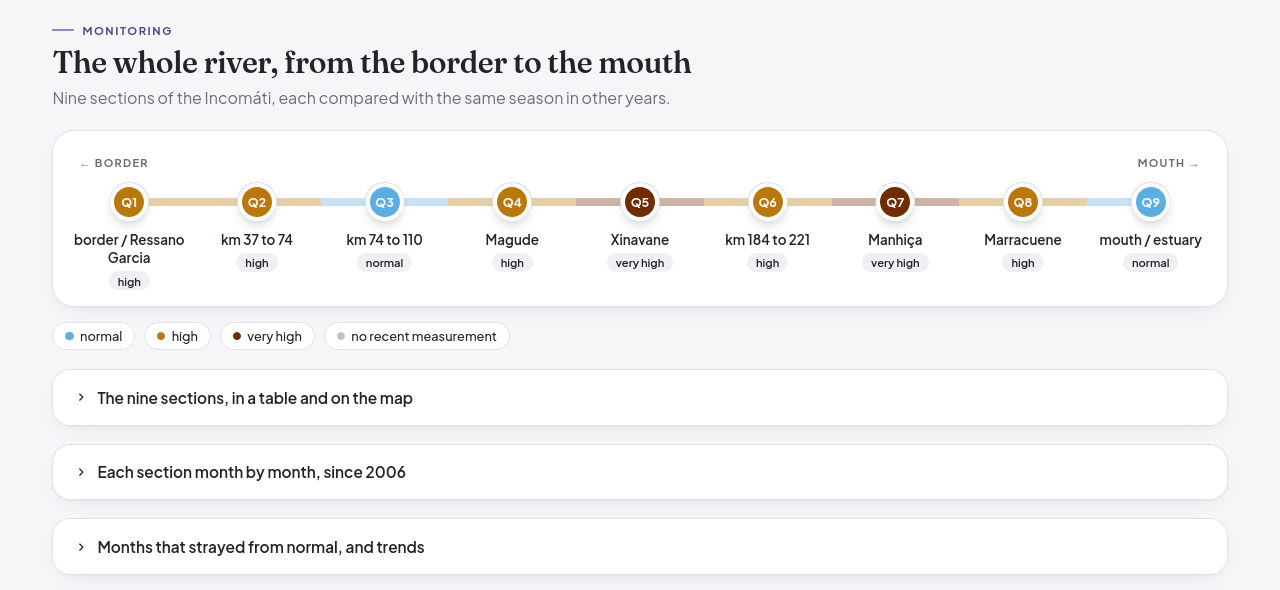 MONITORING
The whole river, from the border to the mouth
Nine sections of the Incomáti, each compared with the same season in other years.
← BORDER
MOUTH →
Q1
Q2
Q3
Q4
Q5
Q6
Q7
Q8
Q9
border / Ressano
Garcia
high
km 37 to 74
high
km 74 to 110
normal
Magude
high
Xinavane
very high
km 184 to 221
high
Manhiça
very high
Marracuene
high
mouth / estuary
normal
normal
high
very high
no recent measurement
The nine sections, in a table and on the map
Each section month by month, since 2006
Months that strayed from normal, and trends